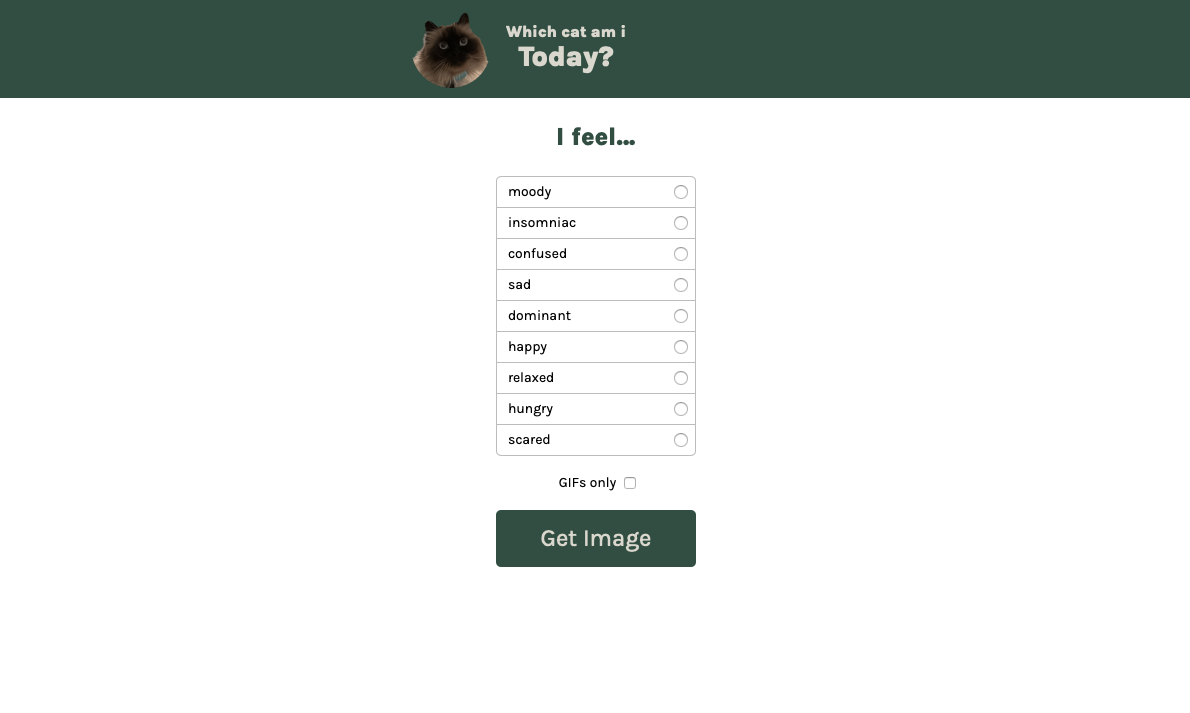 Which cat am i
Today?
I feel...
moody
insomniac
confused
sad
dominant
happy
relaxed
hungry
scared
GIFs only
Get Image